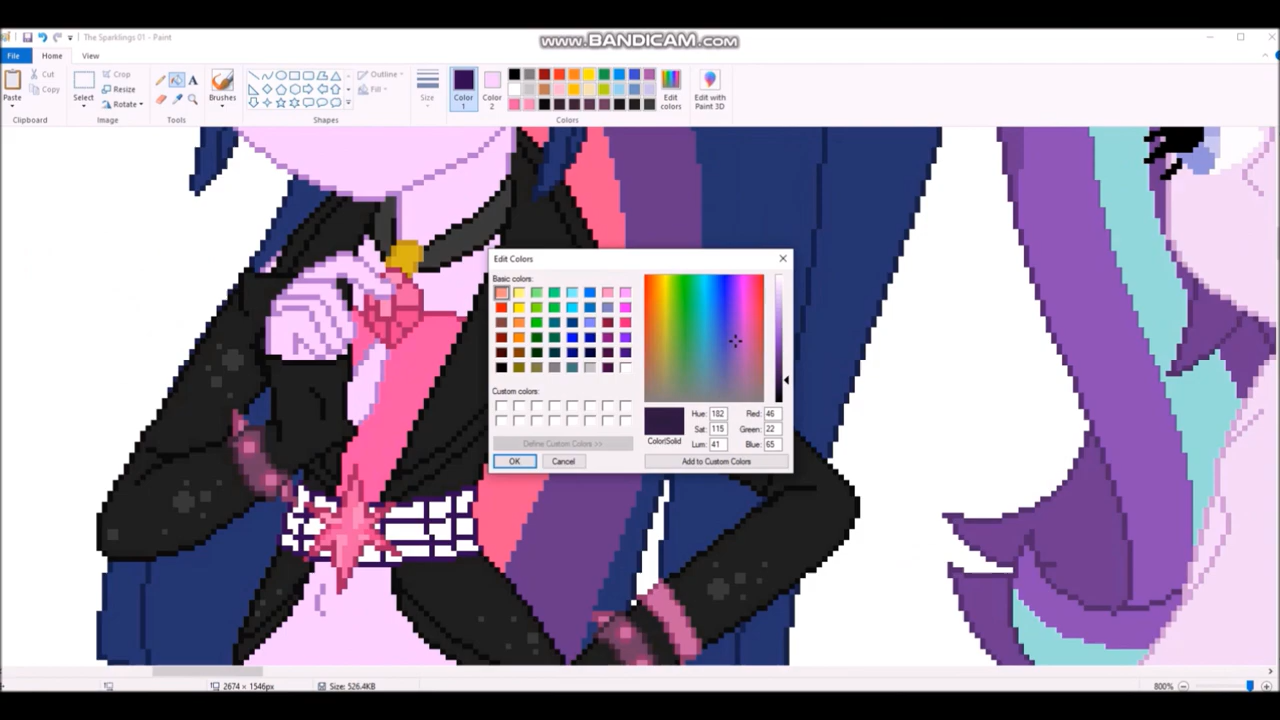 www.BANDICAM.com
The Sparklings 01 - Paint
File
Home
View
Paste
Cut
Copy
Clipboard
Select
Crop
Resize
Rotate
Image
Tools
Brushes
Shapes
Outline
Fill
Size
Color
1
Color
2
Colors
Edit
colors
Edit with
Paint 3D
Edit Colors
Basic colors:
Custom colors:
Define Custom Colors >>
OK
Cancel
Color|Solid
Hue: 182
Sat: 115
Lum: 41
Red: 46
Green: 22
Blue: 65
Add to Custom Colors
2674 × 1546px
Size: 526.4KB
800%